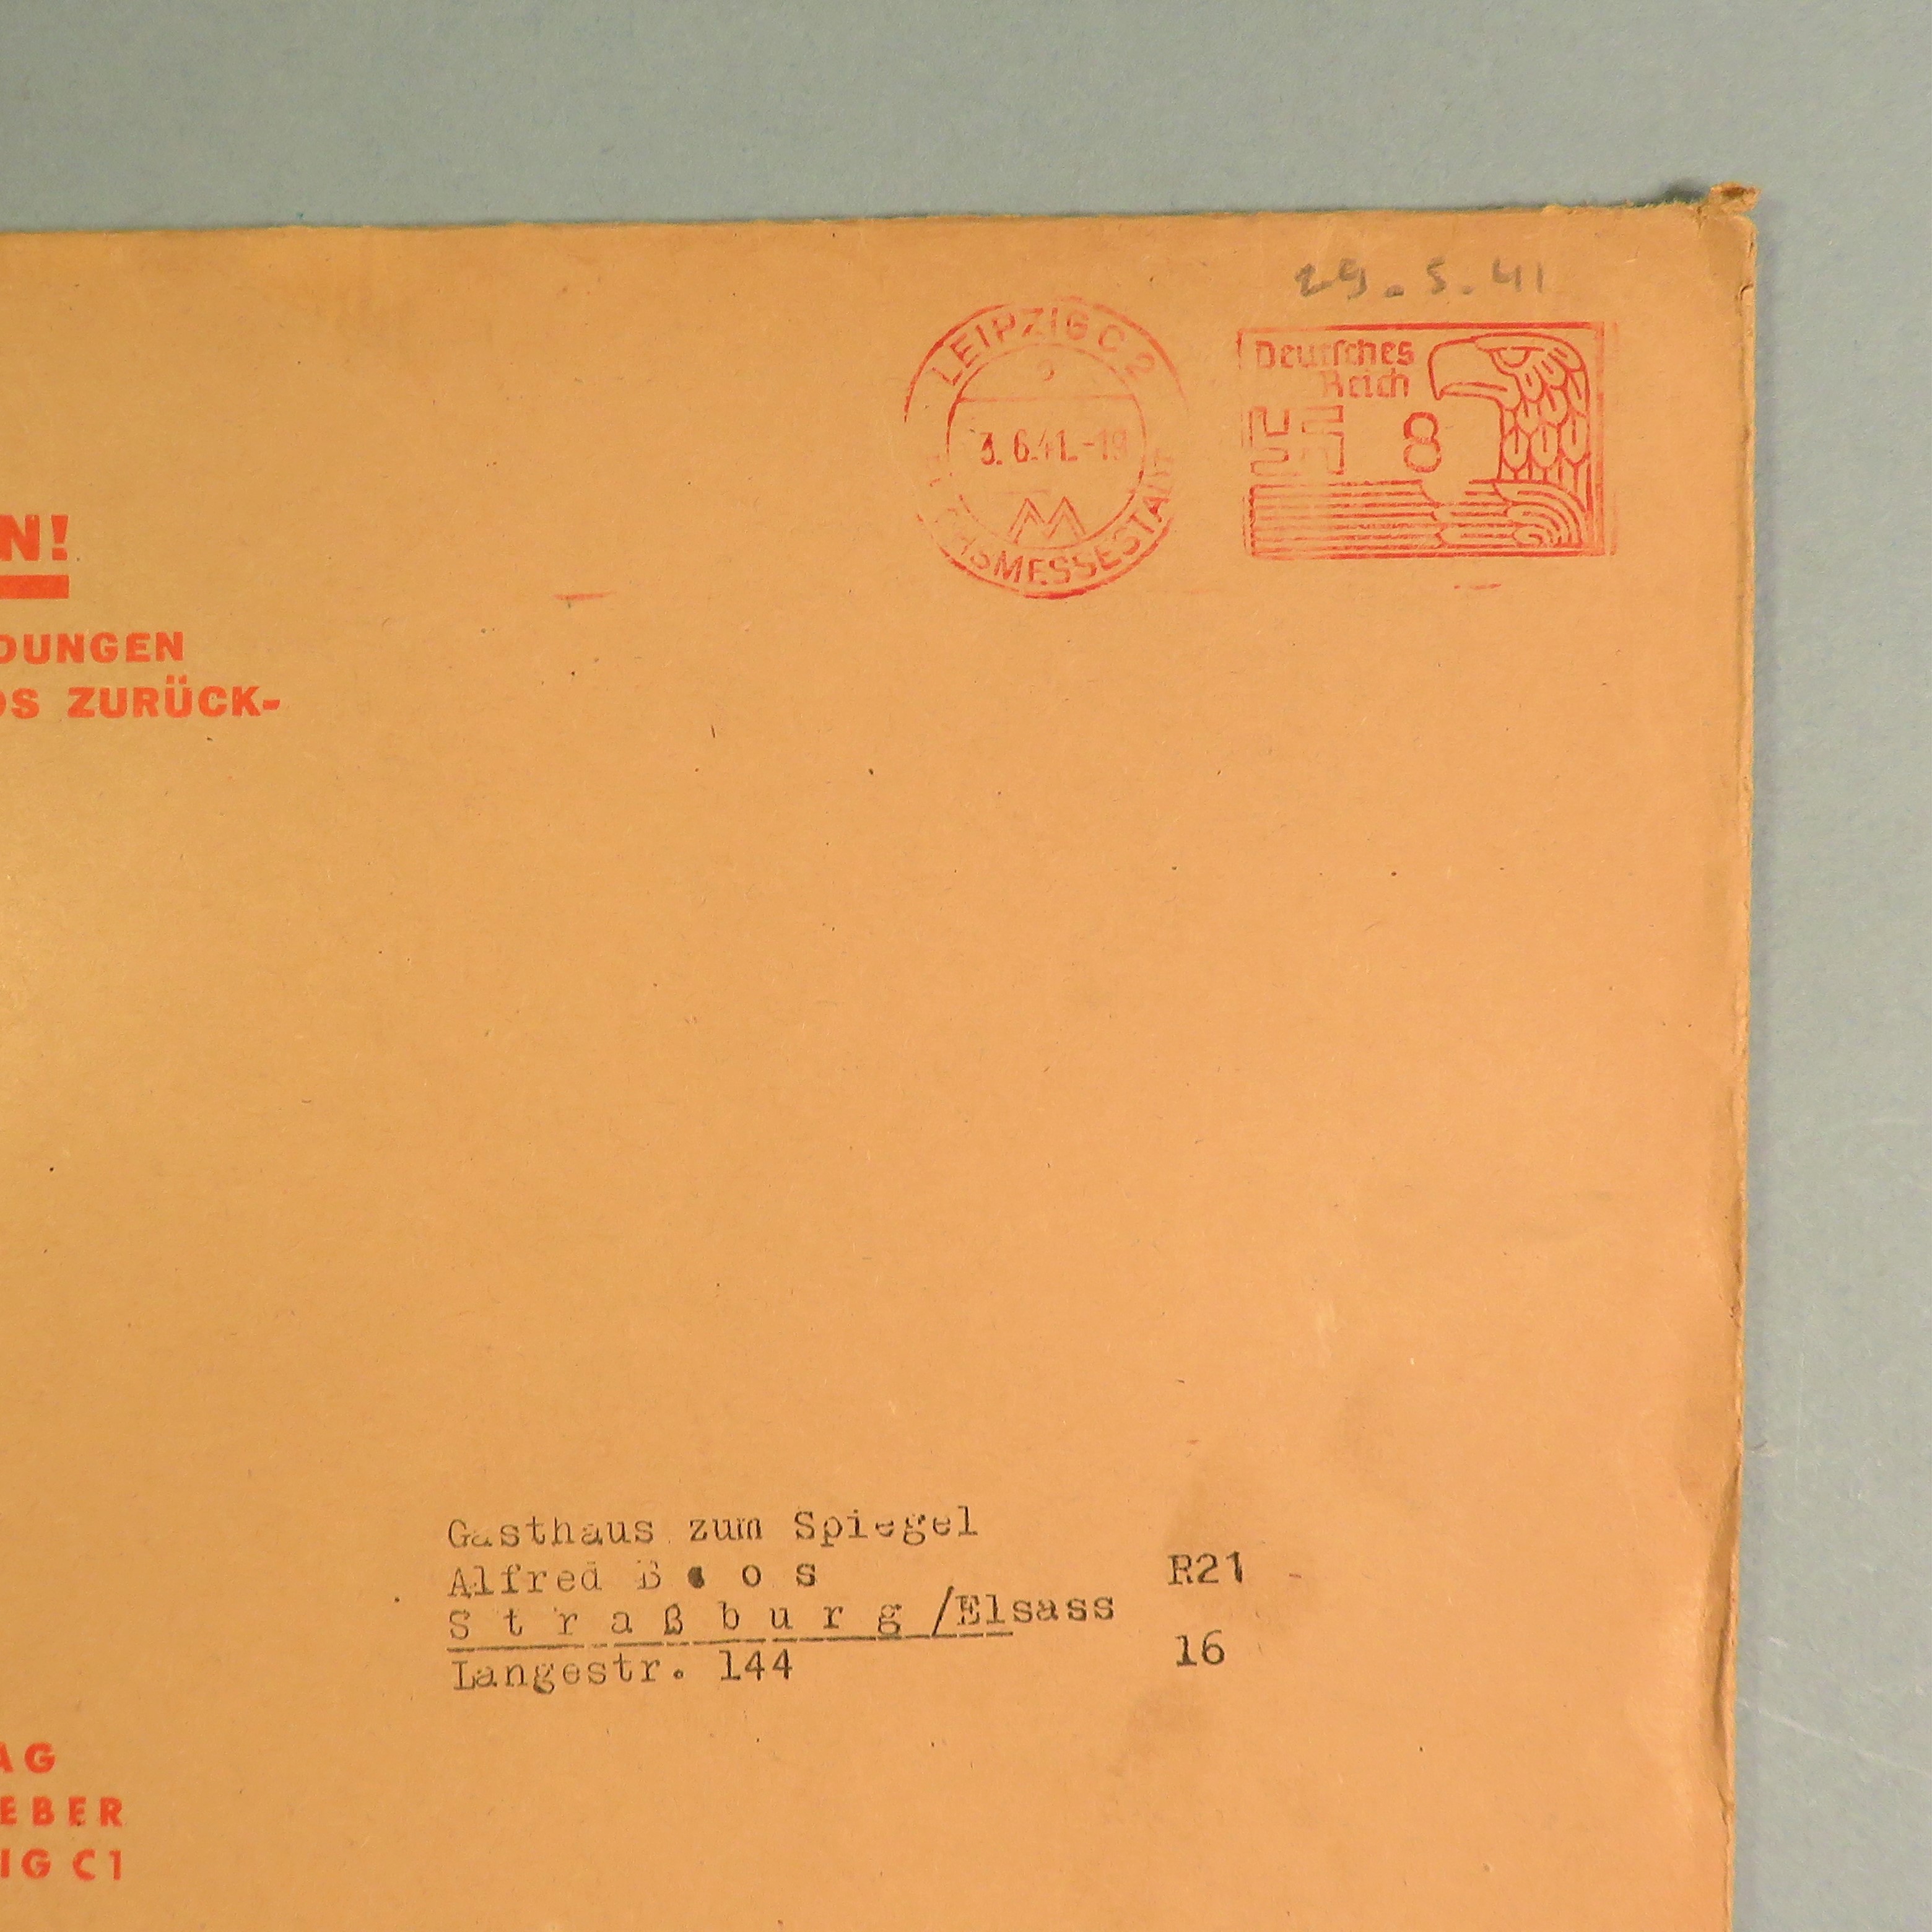 29.5.41
LEIPZIG C 2
3.6.41.-19
REICHSMESSESTADT
Deutsches
Reich
8
N!
DUNGEN
OS ZURÜCK-
Gasthaus zum Spiegel
Alfred B o o s
R21
S t r a ß b u r g /Elsass
Langestr. 144
16
AG
EBER
IG C1